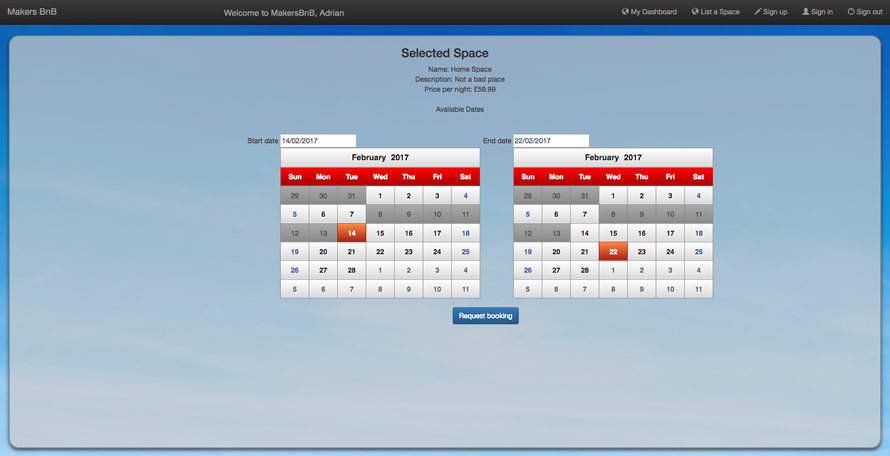 Makers BnB Welcome to MakersBnB, Adrian My Dashboard List a Space Sign up Sign in Sign out
Selected Space
Name: Home Space
Description: Not a bad place
Price per night: £59.99
Available Dates
Start date 14/02/2017
February 2017
Sun Mon Tue Wed Thu Fri Sat
29 30 31 1 2 3 4
5 6 7 8 9 10 11
12 13 14 15 16 17 18
19 20 21 22 23 24 25
26 27 28 1 2 3 4
5 6 7 8 9 10 11
End date 22/02/2017
February 2017
Sun Mon Tue Wed Thu Fri Sat
29 30 31 1 2 3 4
5 6 7 8 9 10 11
12 13 14 15 16 17 18
19 20 21 22 23 24 25
26 27 28 1 2 3 4
5 6 7 8 9 10 11
Request booking